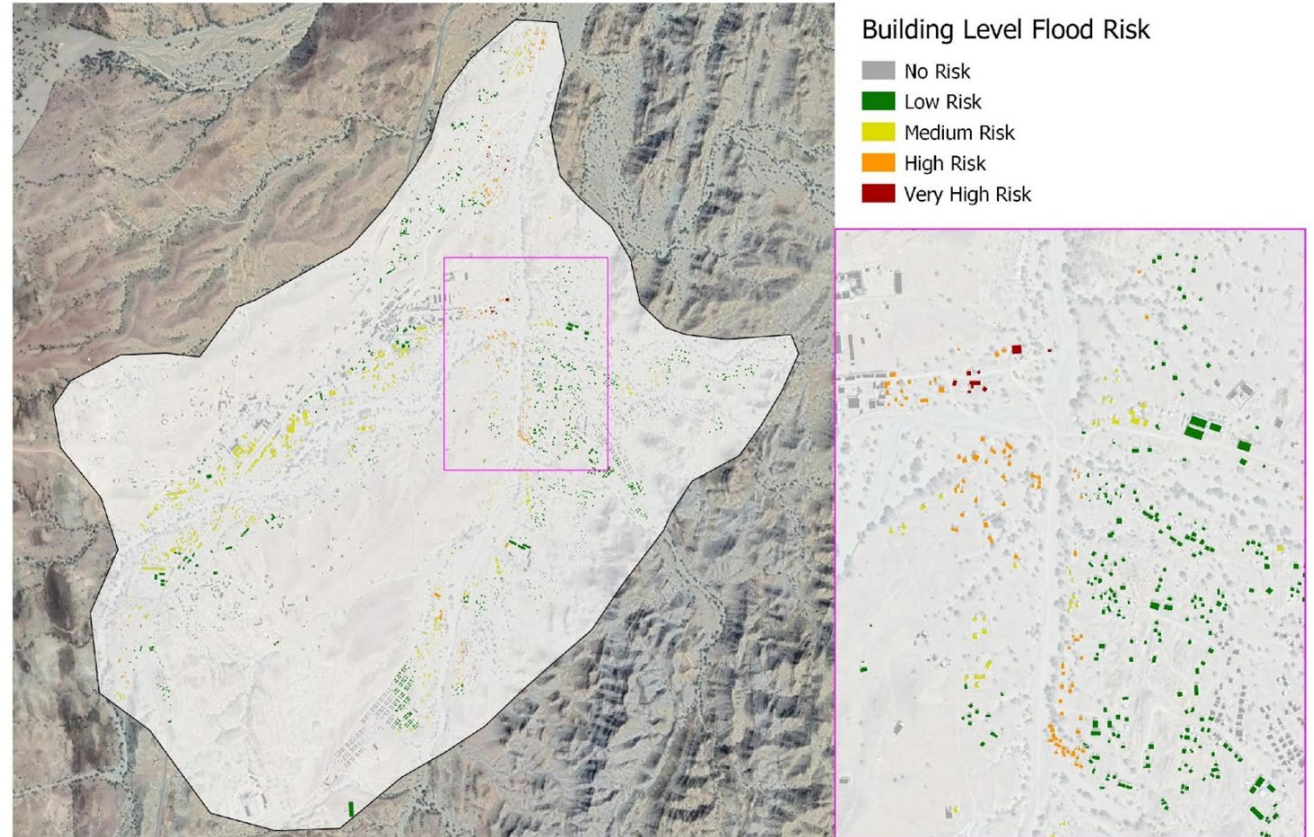 Building Level Flood Risk
No Risk
Low Risk
Medium Risk
High Risk
Very High Risk